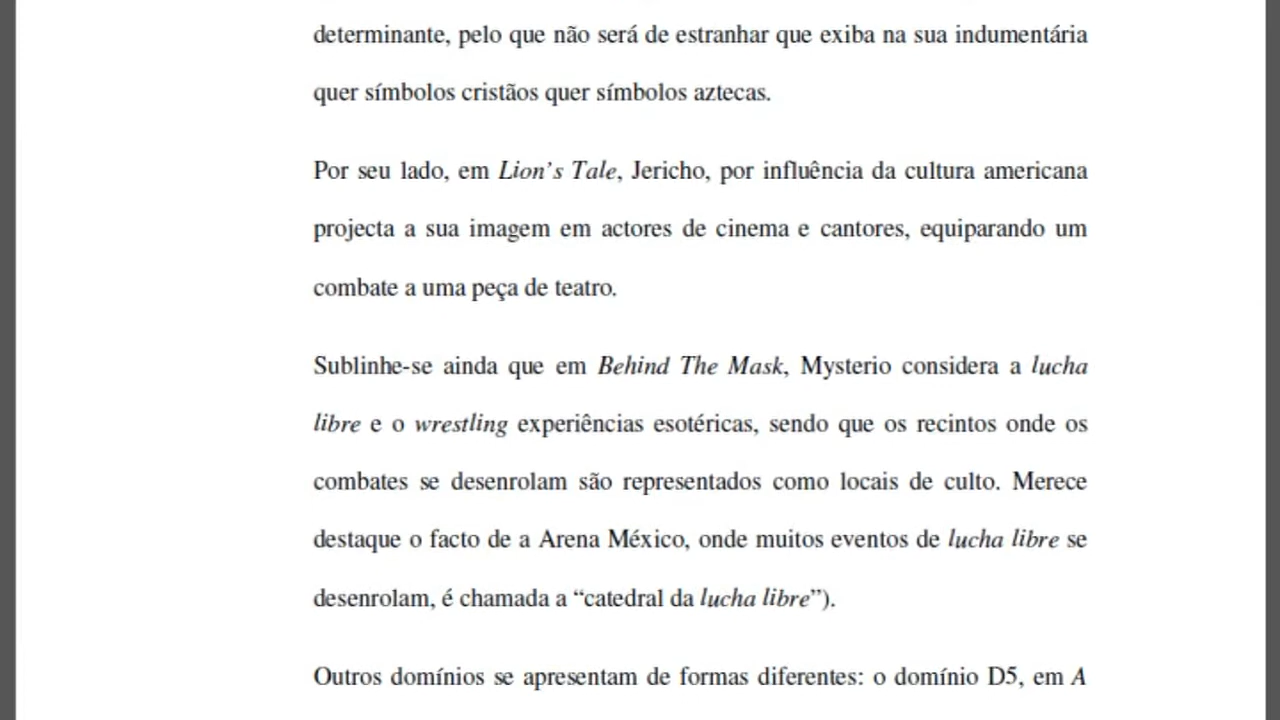 determinante, pelo que não será de estranhar que exiba na sua indumentária
quer símbolos cristãos quer símbolos aztecas.
Por seu lado, em Lion’s Tale, Jericho, por influência da cultura americana
projecta a sua imagem em actores de cinema e cantores, equiparando um
combate a uma peça de teatro.
Sublinhe-se ainda que em Behind The Mask, Mysterio considera a lucha
libre e o wrestling experiências esotéricas, sendo que os recintos onde os
combates se desenrolam são representados como locais de culto. Merece
destaque o facto de a Arena México, onde muitos eventos de lucha libre se
desenrolam, é chamada a “catedral da lucha libre”).
Outros domínios se apresentam de formas diferentes: o domínio D5, em A